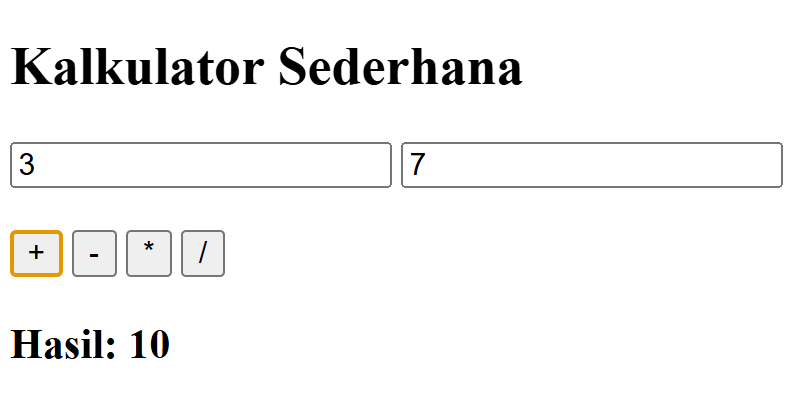 Kalkulator Sederhana
3 7
+ - * /
Hasil: 10